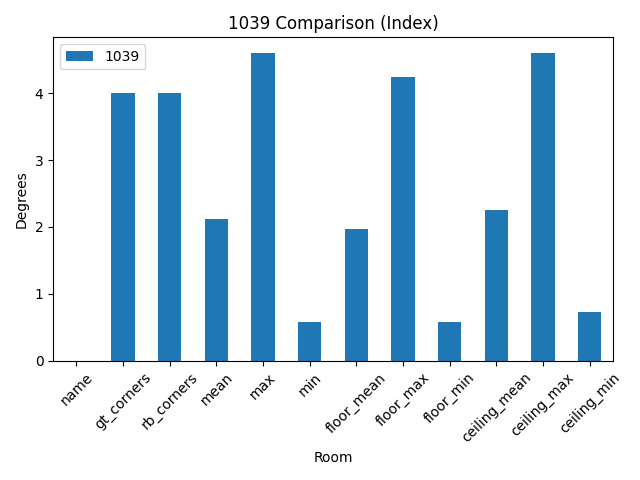 1039 Comparison (Index)
1039
Degrees
4
3
2
1
0
name
gt_corners
rb_corners
mean
max
min
floor_mean
floor_max
floor_min
ceiling_mean
ceiling_max
ceiling_min
Room